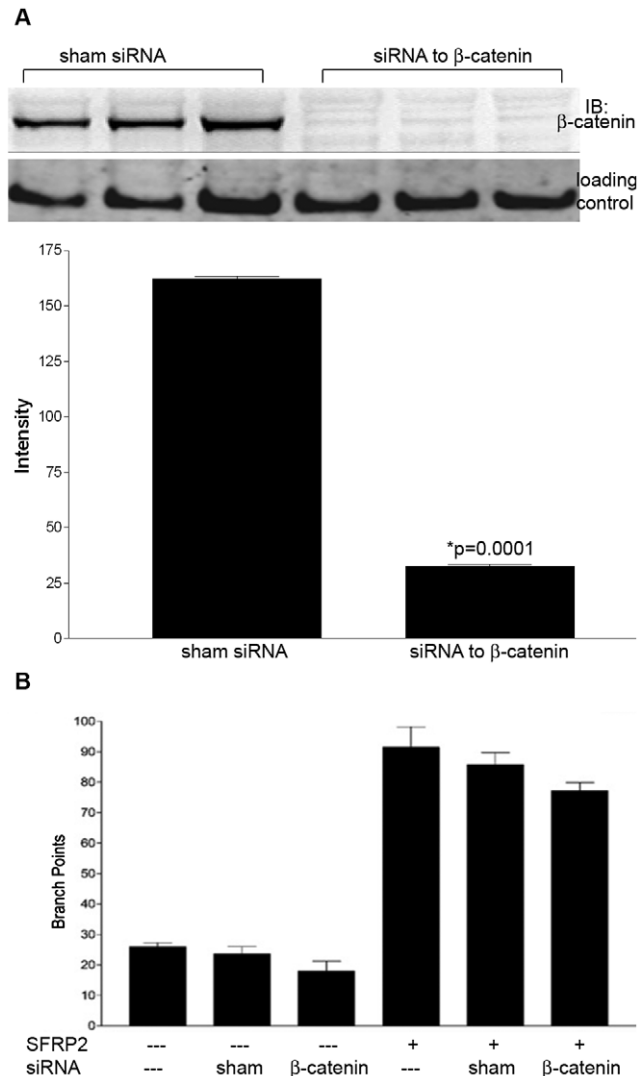 A
sham siRNA siRNA to β-catenin
IB:
β-catenin
loading
control
175
150
125
100
75
50
25
0
Intensity
*p=0.0001
sham siRNA siRNA to β-catenin
B
100
90
80
70
60
50
40
30
20
10
0
Branch Points
SFRP2 --- --- --- + + +
siRNA --- sham β-catenin --- sham β-catenin